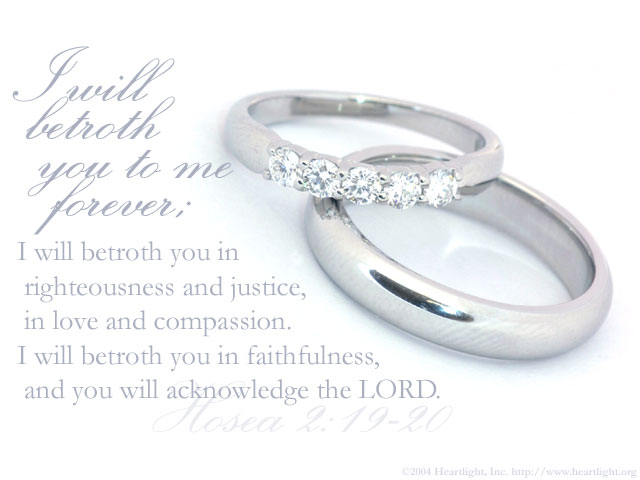 I will
betroth
you to me
forever;
I will betroth you in
righteousness and justice,
in love and compassion.
I will betroth you in faithfulness,
and you will acknowledge the LORD.
Hosea 2:19-20
©2004 Heartlight, Inc. http://www.heartlight.org